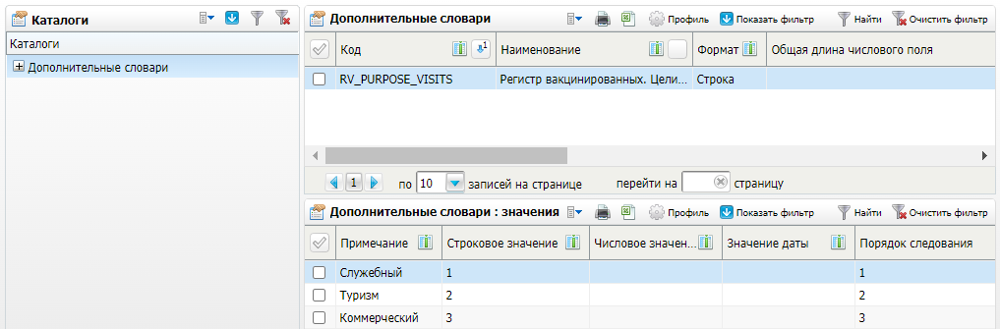 Каталоги
Каталоги
Дополнительные словари
Дополнительные словари Профиль Показать фильтр Найти Очистить фильтр
Код 1 Наименование Формат Общая длина числового поля
RV_PURPOSE_VISITS Регистр вакцинированных. Цели... Строка
1 по 10 записей на странице перейти на страницу
Дополнительные словари : значения Профиль Показать фильтр Найти Очистить фильтр
Примечание Строковое значение Числовое значен... Значение даты Порядок следования
Служебный 1 1
Туризм 2 2
Коммерческий 3 3